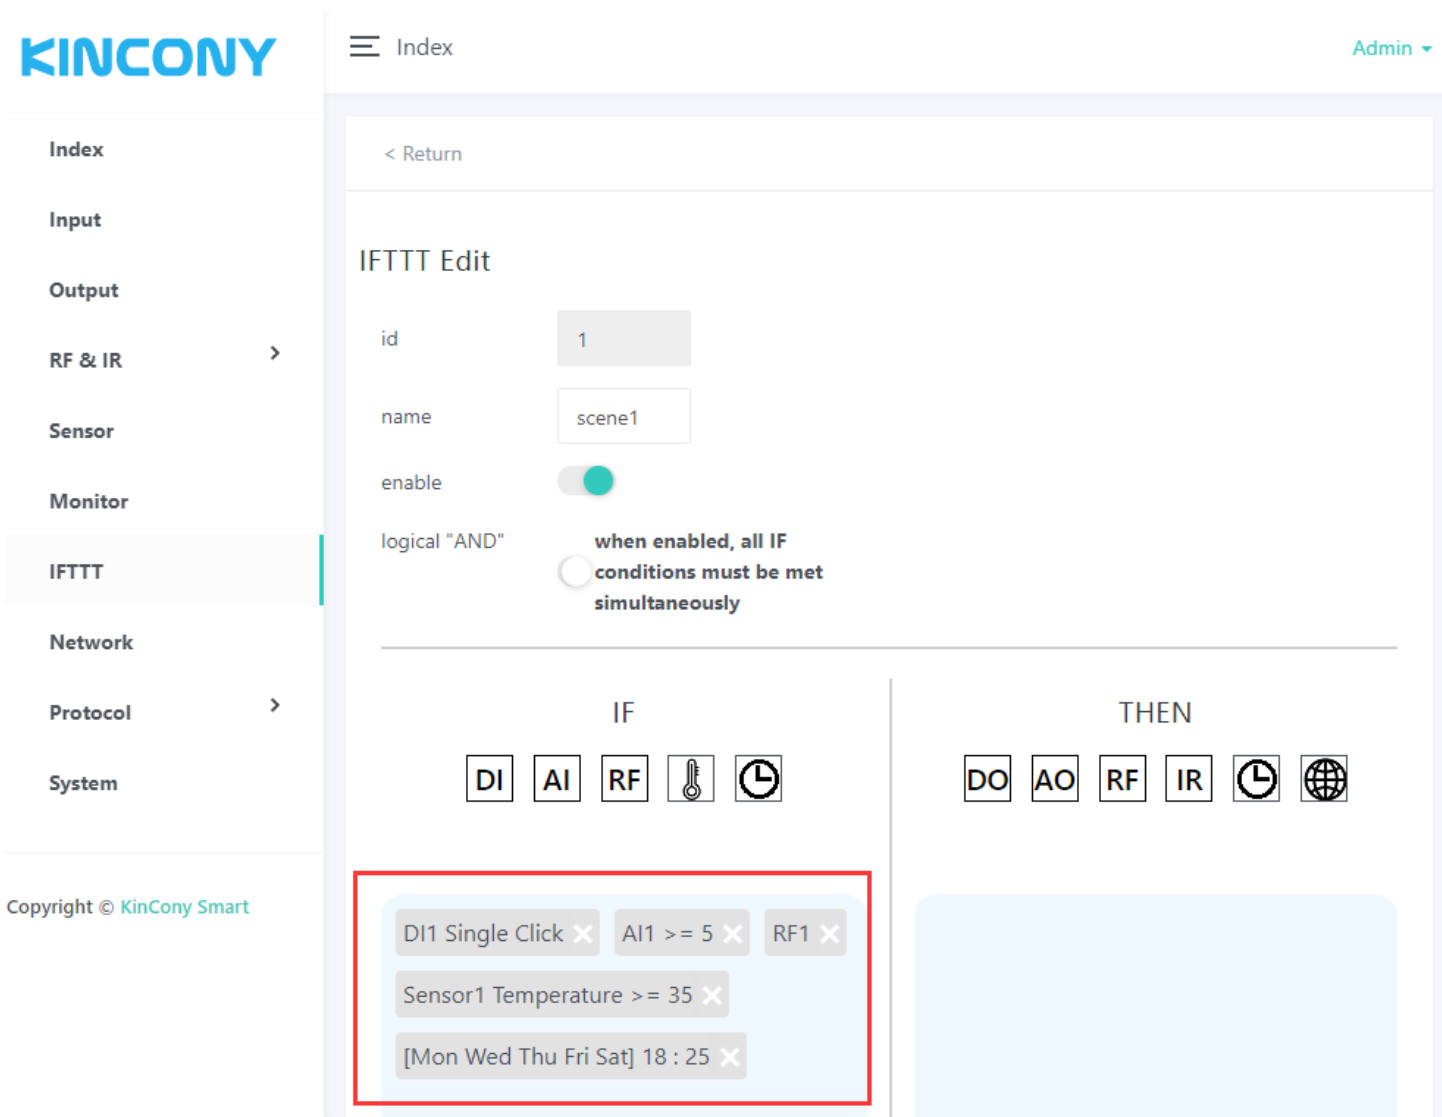 KINCONY
Index
Admin
Index
Input
Output
RF & IR
Sensor
Monitor
IFTTT
Network
Protocol
System
Copyright © KinCony Smart
< Return
IFTTT Edit
id
1
name
scene1
enable
logical "AND"
when enabled, all IF
conditions must be met
simultaneously
IF
DI AI RF
DI1 Single Click AI1 >= 5 RF1
Sensor1 Temperature >= 35
[Mon Wed Thu Fri Sat] 18 : 25
THEN
DO AO RF IR